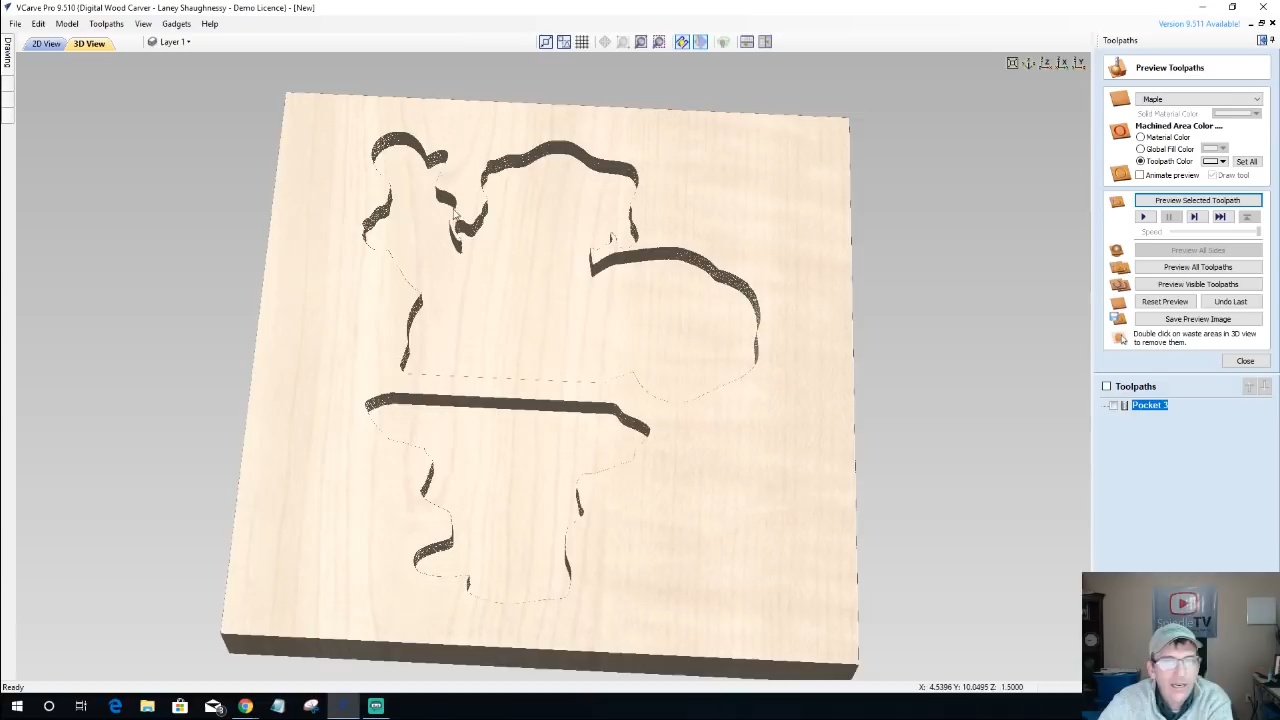 VCarve Pro 9.510 {Digital Wood Carver - Laney Shaughnessy - Demo Licence} - [New]
File Edit Model Toolpaths View Gadgets Help
Version 9.511 Available!
2D View 3D View Layer 1
Drawing
Toolpaths
Preview Toolpaths
Maple
Solid Material Color
Machined Area Color ....
Material Color
Global Fill Color
Toolpath Color Set All
Animate preview Draw tool
Preview Selected Toolpath
Speed
Preview All Sides
Preview All Toolpaths
Preview Visible Toolpaths
Reset Preview Undo Last
Save Preview Image
Double click on waste areas in 3D view
to remove them.
Close
Toolpaths
Pocket 3
SpindleTV
Ready
X: 4.5396 Y: 10.0495 Z: 1.5000